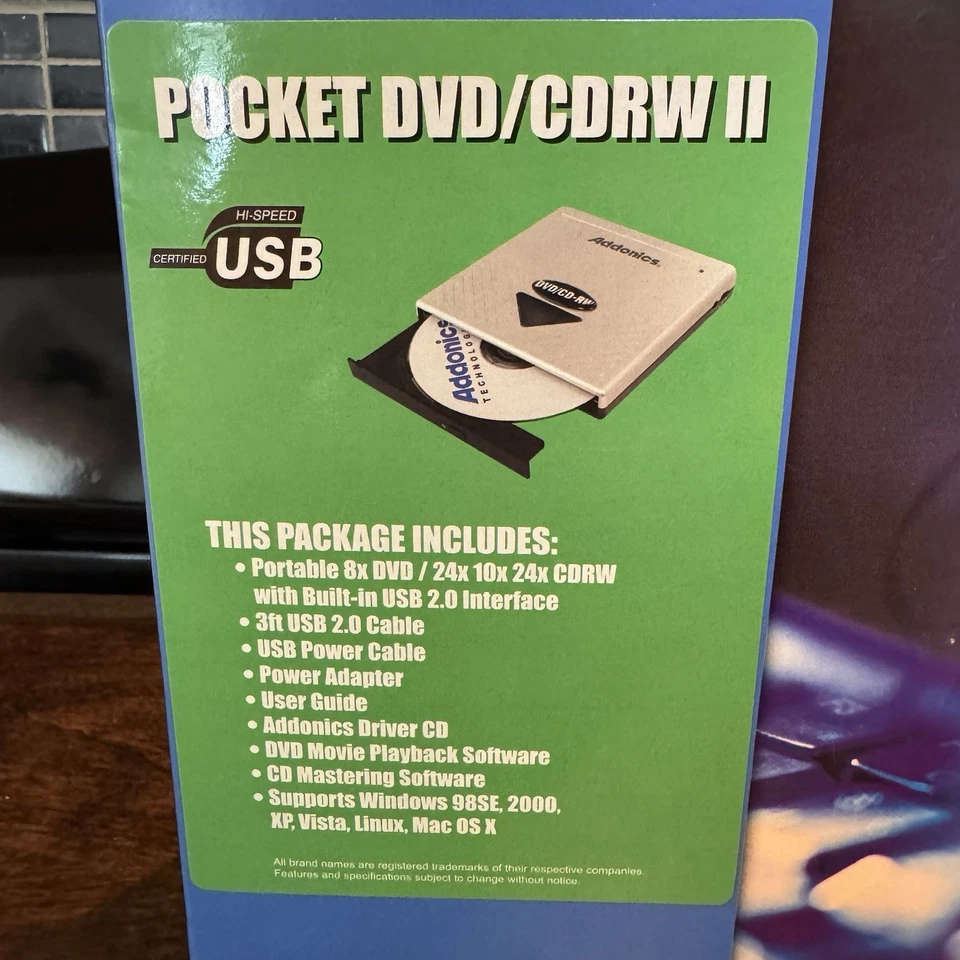 POCKET DVD/CDRW II
HI-SPEED
CERTIFIED USB
Addonics
DVD/CD-RW
Addonics
TECHNOLOG
THIS PACKAGE INCLUDES:
• Portable 8x DVD / 24x 10x 24x CDRW
with Built-in USB 2.0 Interface
• 3ft USB 2.0 Cable
• USB Power Cable
• Power Adapter
• User Guide
• Addonics Driver CD
• DVD Movie Playback Software
• CD Mastering Software
• Supports Windows 98SE, 2000,
XP, Vista, Linux, Mac OS X
All brand names are registered trademarks of their respective companies.
Features and specifications subject to change without notice.